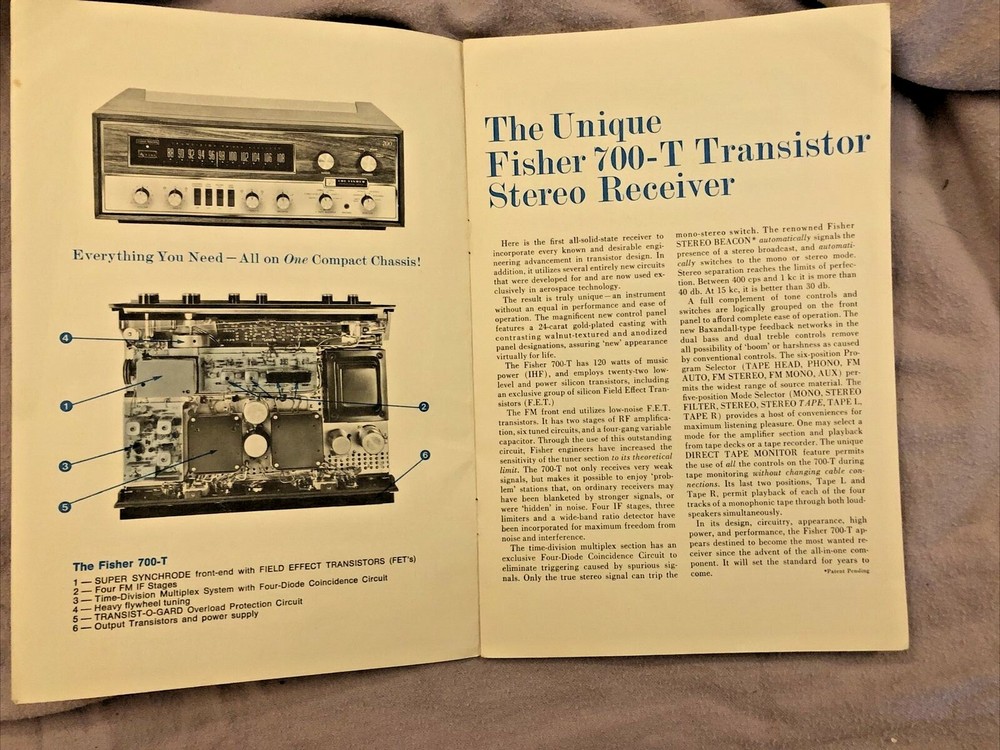 700
88 90 92 94 96 98 100 102 104 106 108
THE FISHER
Everything You Need — All on One Compact Chassis!
4
1
2
3
6
5
The Fisher 700-T
1 — SUPER SYNCHRODE front-end with FIELD EFFECT TRANSISTORS (FET's)
2 — Four FM IF Stages
3 — Time-Division Multiplex System with Four-Diode Coincidence Circuit
4 — Heavy flywheel tuning
5 — TRANSIST-O-GARD Overload Protection Circuit
6 — Output Transistors and power supply
The Unique
Fisher 700-T Transistor
Stereo Receiver
Here is the first all-solid-state receiver to
incorporate every known and desirable engi-
neering advancement in transistor design. In
addition, it utilizes several entirely new circuits
that were developed for and are now used ex-
clusively in aerospace technology.
The result is truly unique — an instrument
without an equal in performance and ease of
operation. The magnificent new control panel
features a 24-carat gold-plated casting with
contrasting walnut-textured and anodized
panel designations, assuring 'new' appearance
virtually for life.
The Fisher 700-T has 120 watts of music
power (IHF), and employs twenty-two low-
level and power silicon transistors, including
an exclusive group of silicon Field Effect Tran-
sistors (F.E.T.)
The FM front end utilizes low-noise F.E.T.
transistors. It has two stages of RF amplifica-
tion, six tuned circuits, and a four-gang variable
capacitor. Through the use of this outstanding
circuit, Fisher engineers have increased the
sensitivity of the tuner section to its theoretical
limit. The 700-T not only receives very weak
signals, but makes it possible to enjoy 'prob-
lem' stations that, on ordinary receivers may
have been blanketed by stronger signals, or
were 'hidden' in noise. Four IF stages, three
limiters and a wide-band ratio detector have
been incorporated for maximum freedom from
noise and interference.
The time-division multiplex section has an
exclusive Four-Diode Coincidence Circuit to
eliminate triggering caused by spurious sig-
nals. Only the true stereo signal can trip the
mono-stereo switch. The renowned Fisher
STEREO BEACON* automatically signals the
presence of a stereo broadcast, and automati-
cally switches to the mono or stereo mode.
Stereo separation reaches the limits of perfec-
tion. Between 400 cps and 1 kc it is more than
40 db. At 15 kc, it is better than 30 db.
A full complement of tone controls and
switches are logically grouped on the front
panel to afford complete ease of operation. The
new Baxandall-type feedback networks in the
dual bass and dual treble controls remove
all possibility of 'boom' or harshness as caused
by conventional controls. The six-position Pro-
gram Selector (TAPE HEAD, PHONO, FM
AUTO, FM STEREO, FM MONO, AUX) per-
mits the widest range of source material. The
five-position Mode Selector (MONO, STEREO
FILTER, STEREO, STEREO TAPE, TAPE L,
TAPE R) provides a host of conveniences for
maximum listening pleasure. One may select a
mode for the amplifier section and playback
from tape decks or a tape recorder. The unique
DIRECT TAPE MONITOR feature permits
the use of all the controls on the 700-T during
tape monitoring without changing cable con-
nections. Its last two positions, Tape L and
Tape R, permit playback of each of the four
tracks of a monophonic tape through both loud-
speakers simultaneously.
In its design, circuitry, appearance, high
power, and performance, the Fisher 700-T ap-
pears destined to become the most wanted re-
ceiver since the advent of the all-in-one com-
ponent. It will set the standard for years to
come.
*Patent Pending